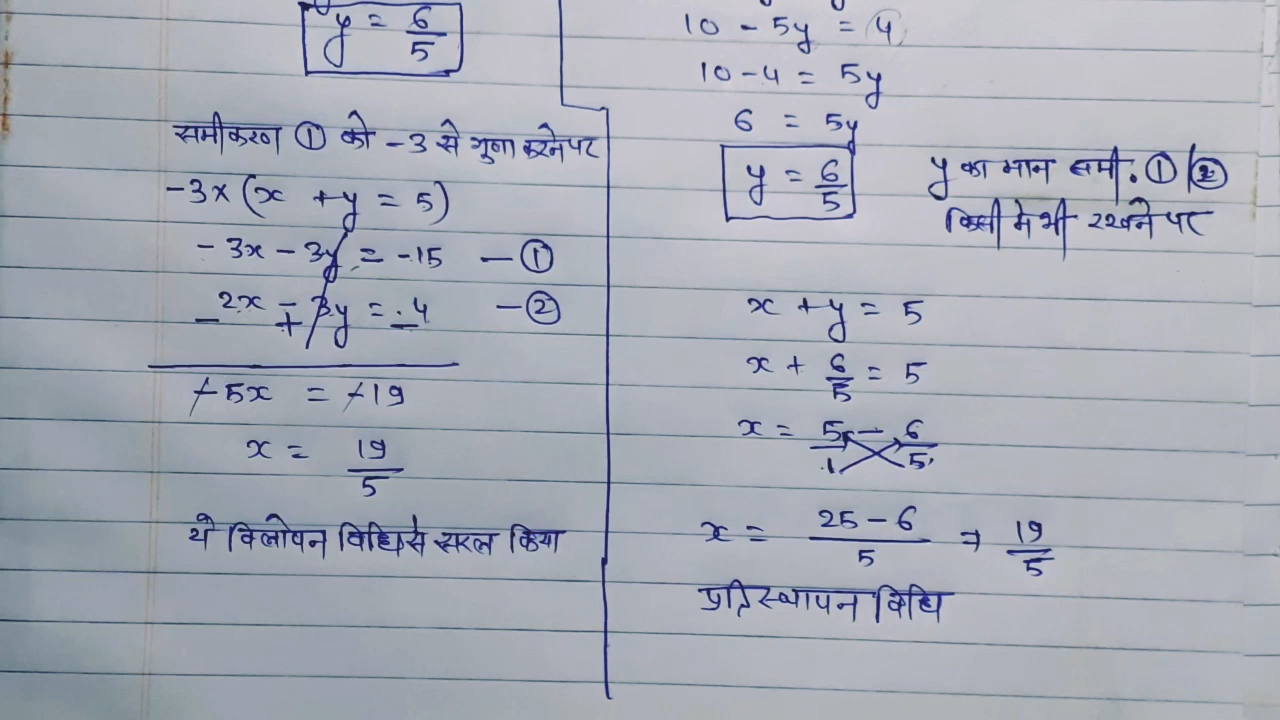 y = 6/5
समीकरण ① को -3 से गुणा करने पर
-3x (x + y = 5)
-3x - 3y = -15 — ①
2x - 3y = 4 — ②
- + -
-5x = -19
x = 19/5
ये विलोपन विधि से सरल किया
10 - 5y = 4
10 - 4 = 5y
6 = 5y
y = 6/5
y का मान समी. ①/②
किसी मे भी रखने पर
x + y = 5
x + 6/5 = 5
x = 5/1 - 6/5
x = 25 - 6/5 ⇒ 19/5
प्रतिस्थापन विधि